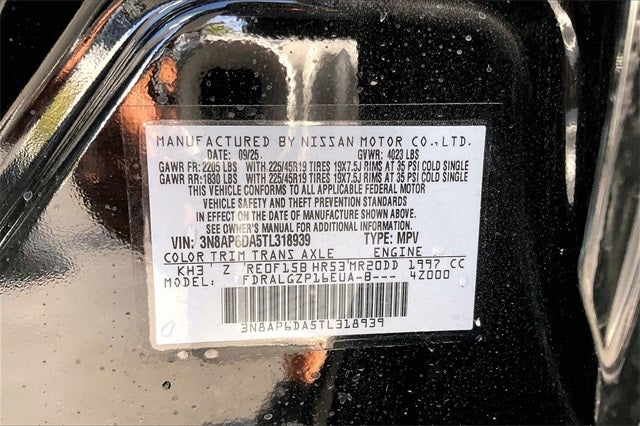 MANUFACTURED BY NISSAN MOTOR CO.,LTD.
DATE: 09/25 GVWR: 4023 LBS
GAWR FR: 2205 LBS WITH 225/45R19 TIRES 19X7.5J RIMS AT 35 PSI COLD SINGLE
GAWR RR: 1830 LBS WITH 225/45R19 TIRES 19X7.5J RIMS AT 35 PSI COLD SINGLE
THIS VEHICLE CONFORMS TO ALL APPLICABLE FEDERAL MOTOR
VEHICLE SAFETY AND THEFT PREVENTION STANDARDS
IN EFFECT ON THE DATE OF MANUFACTURE SHOWN ABOVE.
SEE OWNER'S MANUAL FOR ADDITIONAL INFORMATION.
VIN: 3N8AP6DA5TL318939 TYPE: MPV
COLOR TRIM TRANS AXLE ENGINE
KH3 Z RE0F15B HR53 MR20DD 1997 CC
MODEL: FDRALGZP16EUA-B--- 4Z000
3N8AP6DA5TL318939